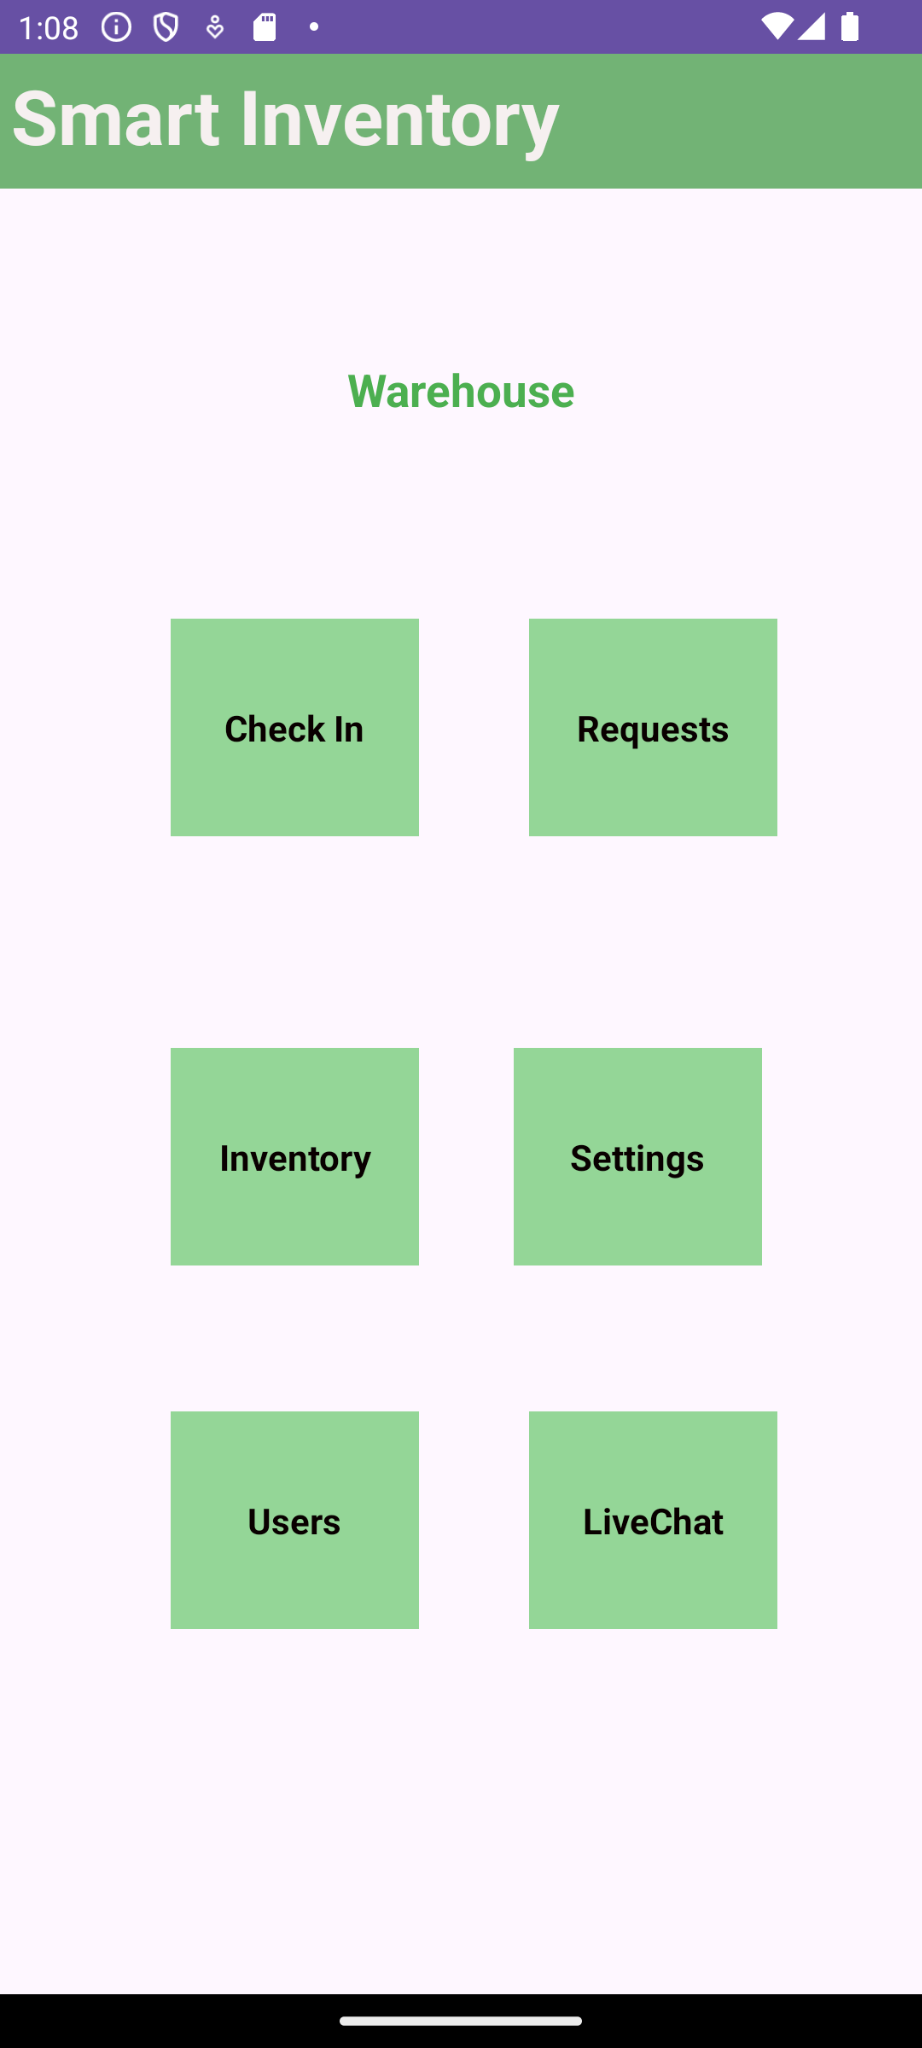 1:08
Smart Inventory
Warehouse
Check In
Requests
Inventory
Settings
Users
LiveChat